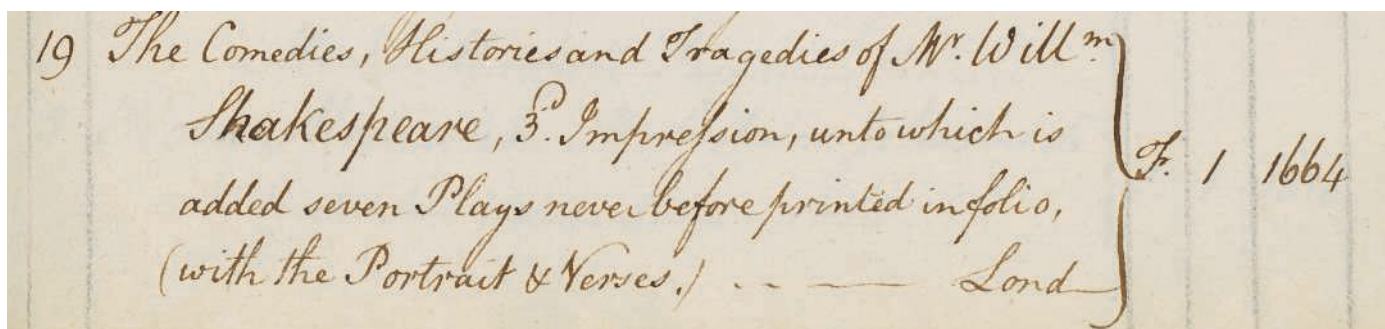 19 The Comedies, Histories and Tragedies of Mr. Willm.
Shakespeare, 3d. Impression, unto which is
added seven Plays never before printed in folio, F. 1 1664
(with the Portrait & Verses.) .. — — Lond